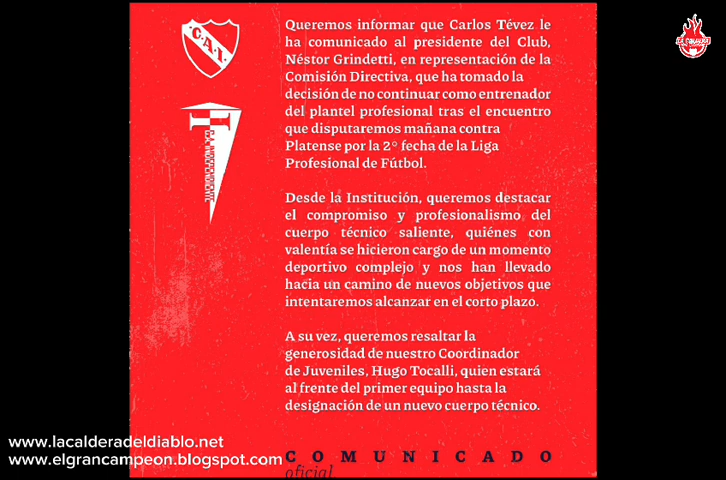 Queremos informar que Carlos Tévez le
ha comunicado al presidente del Club,
Néstor Grindetti, en representación de la
Comisión Directiva, que ha tomado la
decisión de no continuar como entrenador
del plantel profesional tras el encuentro
que disputaremos mañana contra
Platense por la 2° fecha de la Liga
Profesional de Fútbol.
Desde la Institución, queremos destacar
el compromiso y profesionalismo del
cuerpo técnico saliente, quiénes con
valentía se hicieron cargo de un momento
deportivo complejo y nos han llevado
hacia un camino de nuevos objetivos que
intentaremos alcanzar en el corto plazo.
A su vez, queremos resaltar la
generosidad de nuestro Coordinador
de Juveniles, Hugo Tocalli, quien estará
al frente del primer equipo hasta la
designación de un nuevo cuerpo técnico.
COMUNICADO
oficial
C.A.I.
C.A. INDEPENDIENTE
LA CALDERA
www.lacalderadeldiablo.net
www.elgrancampeon.blogspot.com